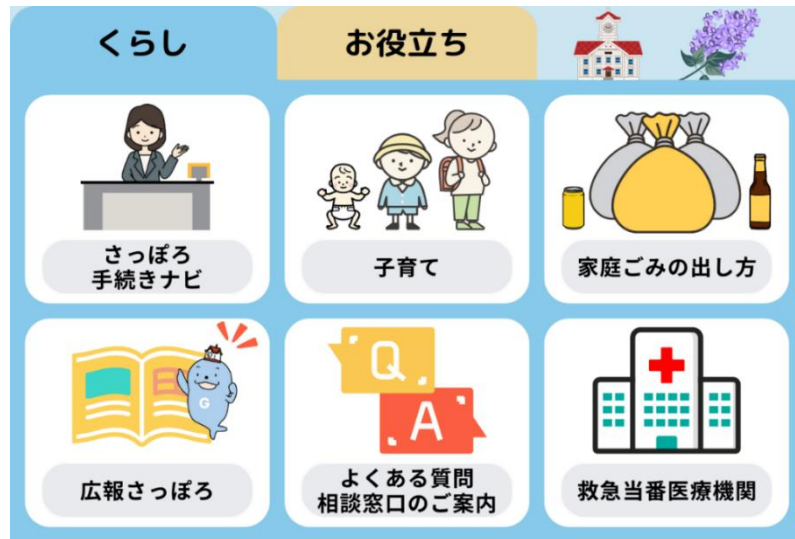 くらし
お役立ち
さっぽろ
手続きナビ
子育て
家庭ごみの出し方
G
広報さっぽろ
Q
A
よくある質問
相談窓口のご案内
救急当番医療機関